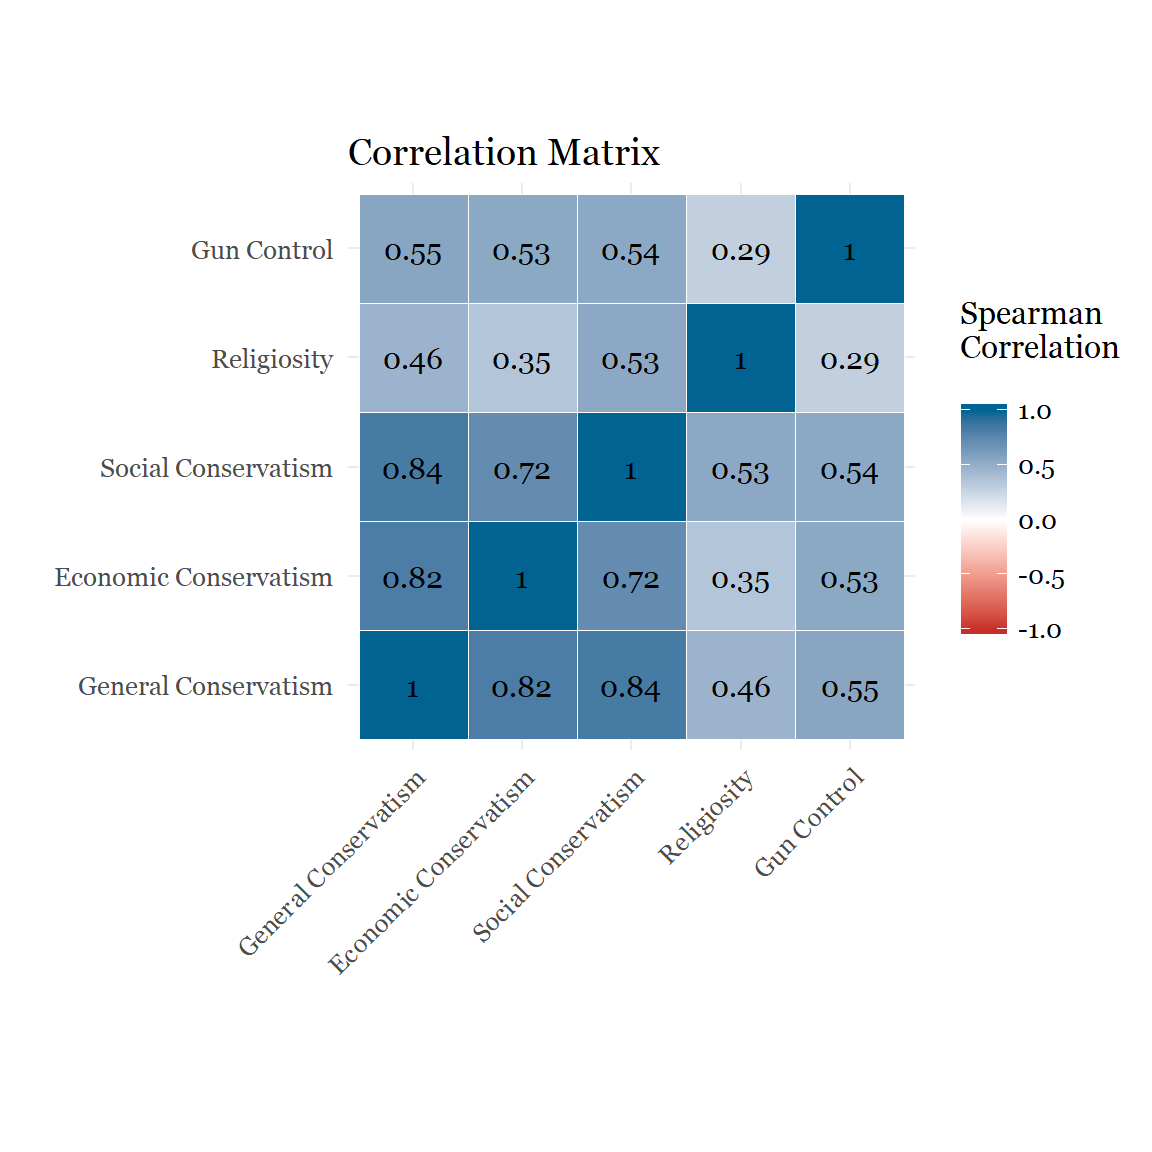 Correlation Matrix
Gun Control 0.55 0.53 0.54 0.29 1
Religiosity 0.46 0.35 0.53 1 0.29
Social Conservatism 0.84 0.72 1 0.53 0.54
Economic Conservatism 0.82 1 0.72 0.35 0.53
General Conservatism 1 0.82 0.84 0.46 0.55
General Conservatism
Economic Conservatism
Social Conservatism
Religiosity
Gun Control
Spearman
Correlation
1.0
0.5
0.0
-0.5
-1.0